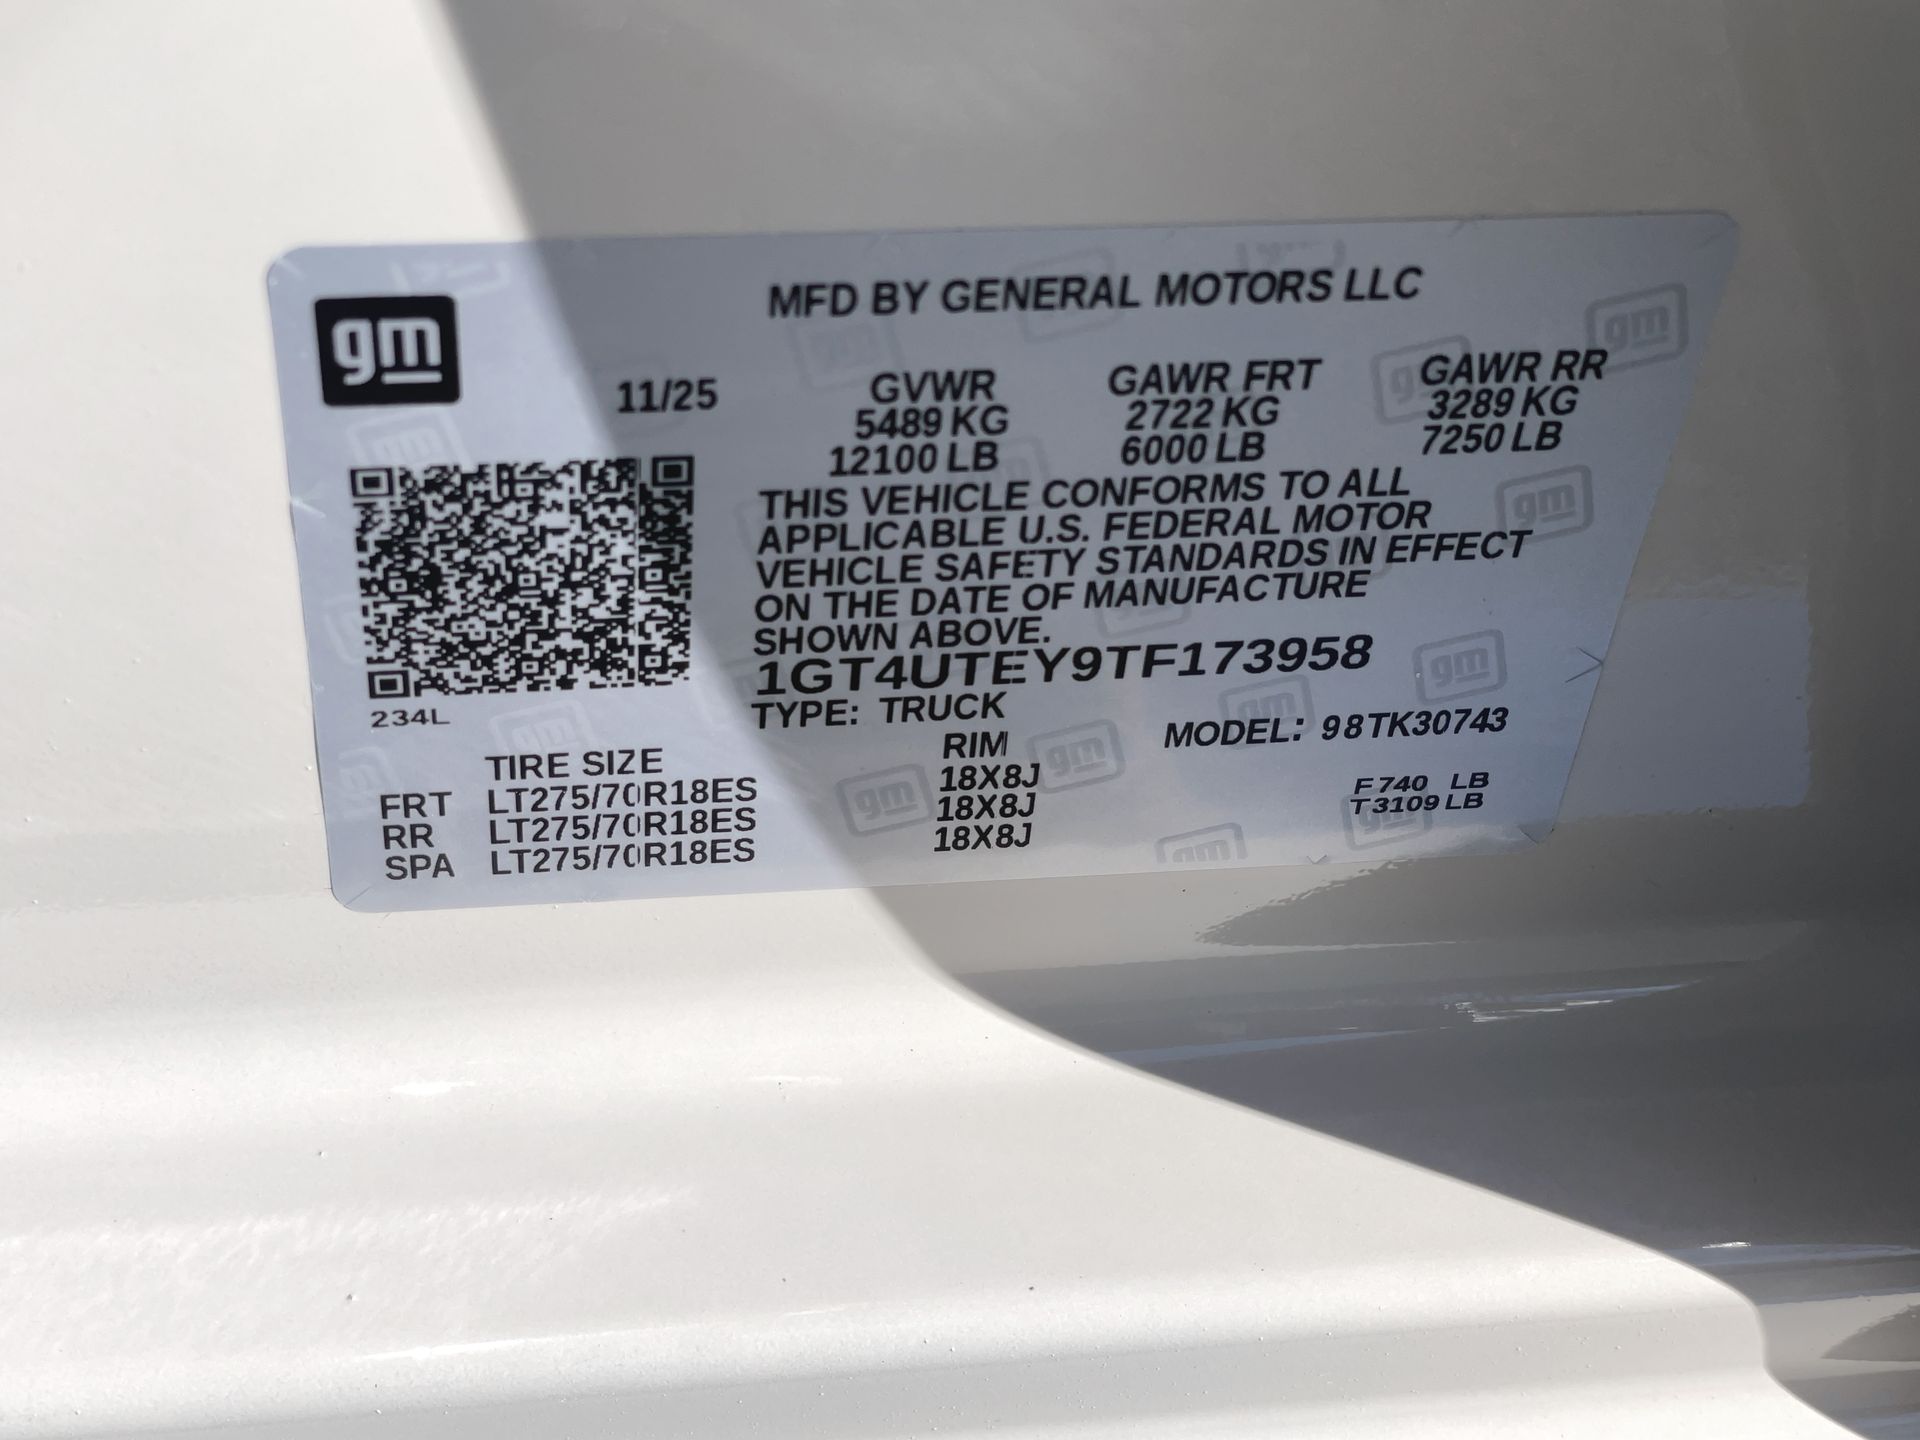 MFD BY GENERAL MOTORS LLC
gm
11/25
GVWR GAWR FRT GAWR RR
5489 KG 2722 KG 3289 KG
12100 LB 6000 LB 7250 LB
THIS VEHICLE CONFORMS TO ALL
APPLICABLE U.S. FEDERAL MOTOR
VEHICLE SAFETY STANDARDS IN EFFECT
ON THE DATE OF MANUFACTURE
SHOWN ABOVE.
1GT4UTEY9TF173958
234L
TYPE: TRUCK MODEL: 98TK30743
TIRE SIZE RIM
FRT LT275/70R18ES 18X8J
RR LT275/70R18ES 18X8J
SPA LT275/70R18ES 18X8J
F 740 LB
T 3109 LB